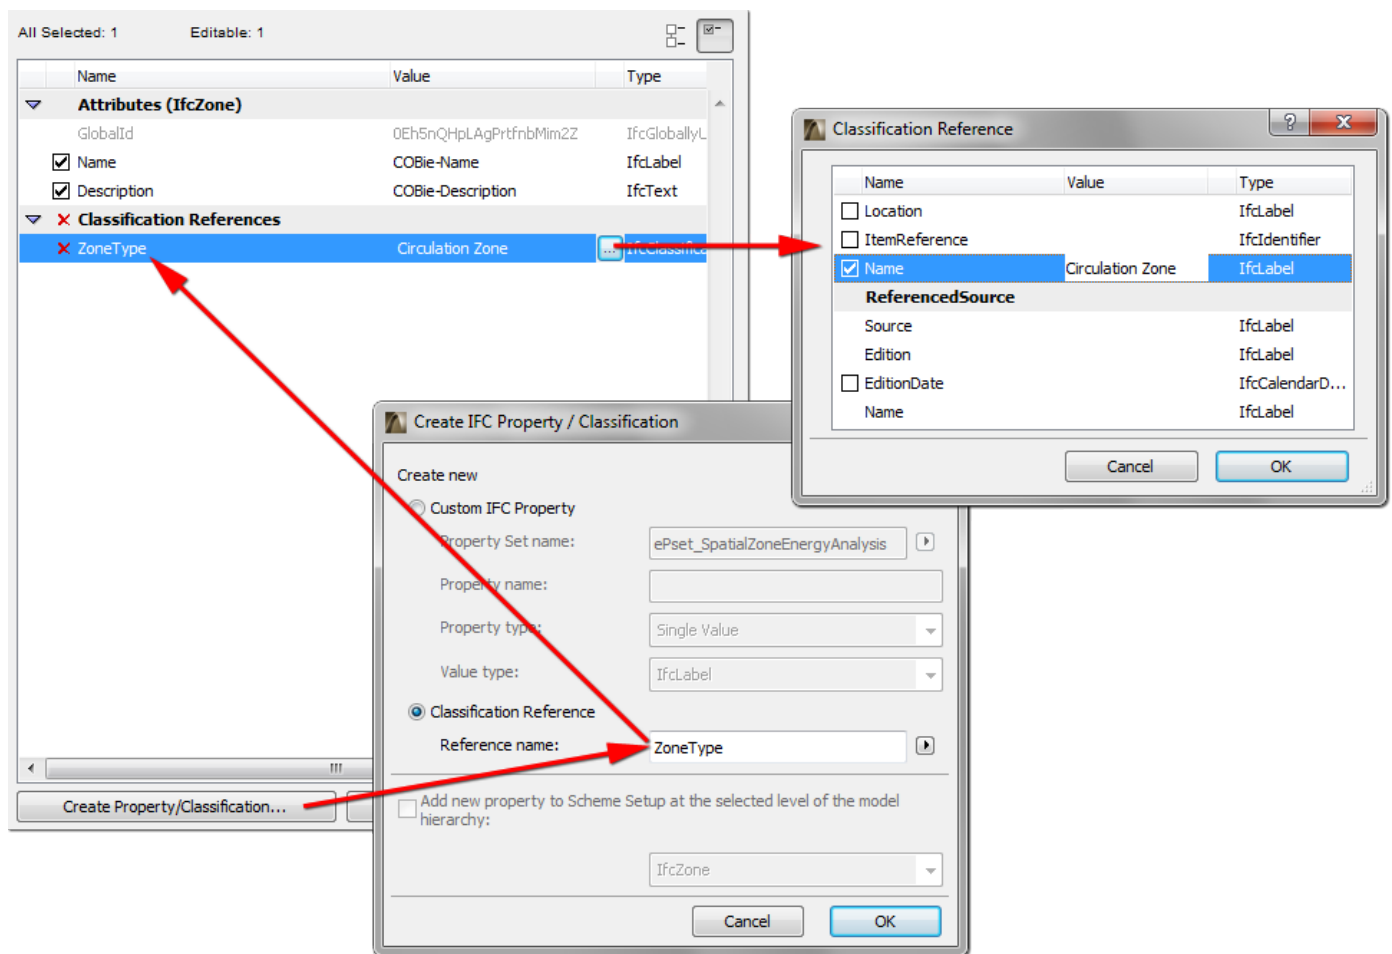 All Selected: 1 Editable: 1
Name Value Type
Attributes (IfcZone)
GlobalId 0Eh5nQHpLAgPrtfnbMim2Z IfcGloballyU
Name COBie-Name IfcLabel
Description COBie-Description IfcText
Classification References
ZoneType Circulation Zone ... IfcClassifica
Create Property/Classification...
Classification Reference
Name Value Type
Location IfcLabel
ItemReference IfcIdentifier
Name Circulation Zone IfcLabel
ReferencedSource
Source IfcLabel
Edition IfcLabel
EditionDate IfcCalendarD...
Name IfcLabel
Cancel OK
Create IFC Property / Classification
Create new
Custom IFC Property
Property Set name: ePset_SpatialZoneEnergyAnalysis
Property name:
Property type: Single Value
Value type: IfcLabel
Classification Reference
Reference name: ZoneType
Add new property to Scheme Setup at the selected level of the model
hierarchy:
IfcZone
Cancel OK